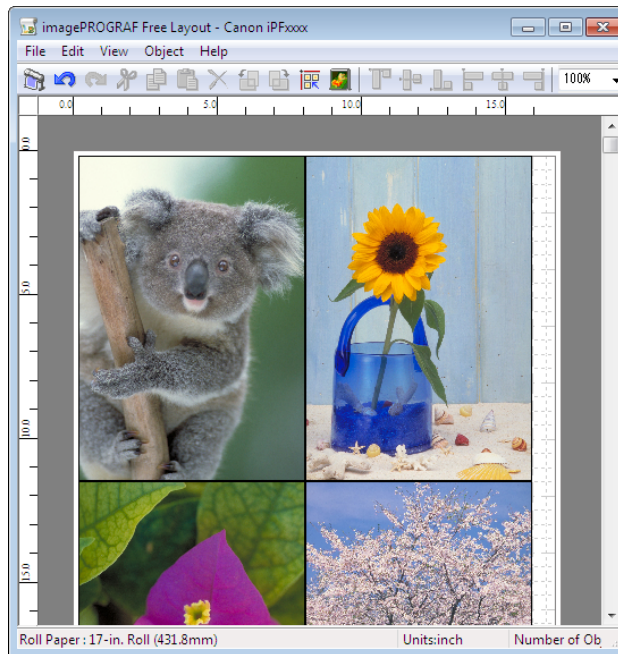 imagePROGRAF Free Layout - Canon iPFxxxx
File Edit View Object Help
100%
0.0 5.0 10.0 15.0
0.0
5.0
10.0
15.0
Roll Paper : 17-in. Roll (431.8mm) Units:inch Number of Ob